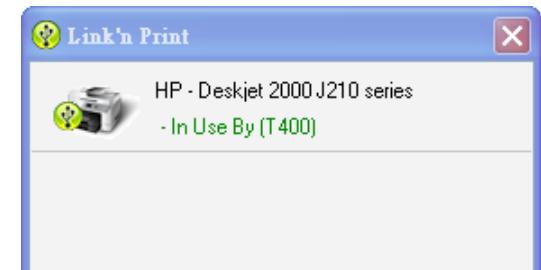 Link'n Print
HP - Deskjet 2000 J210 series
- In Use By (T400)